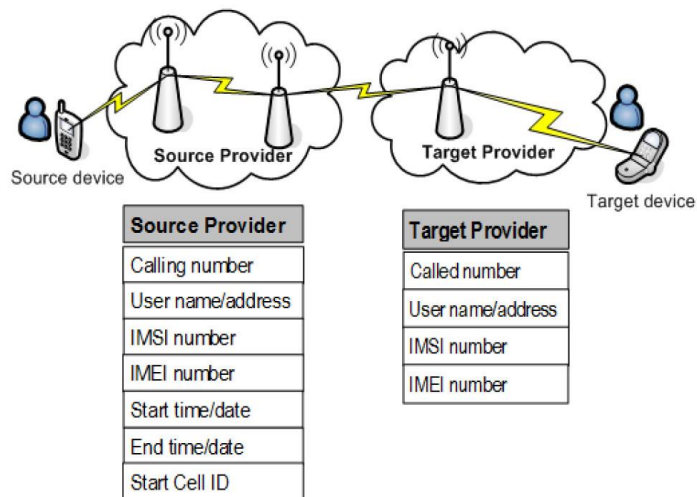 Source Provider
Target Provider
Source device
Target device
Source Provider
Calling number
User name/address
IMSI number
IMEI number
Start time/date
End time/date
Start Cell ID
Target Provider
Called number
User name/address
IMSI number
IMEI number